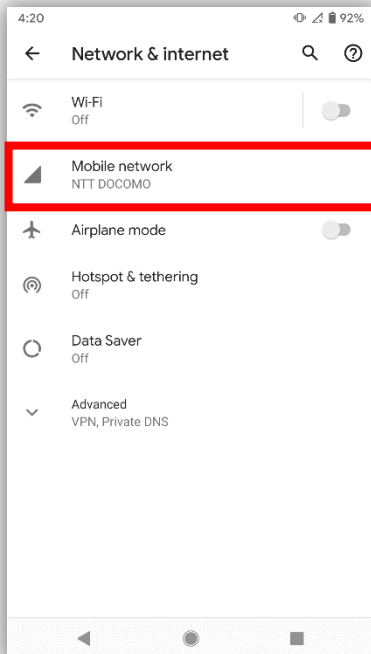 4:20
92%
Network & internet
Wi-Fi
Off
Mobile network
NTT DOCOMO
Airplane mode
Hotspot & tethering
Off
Data Saver
Off
Advanced
VPN, Private DNS